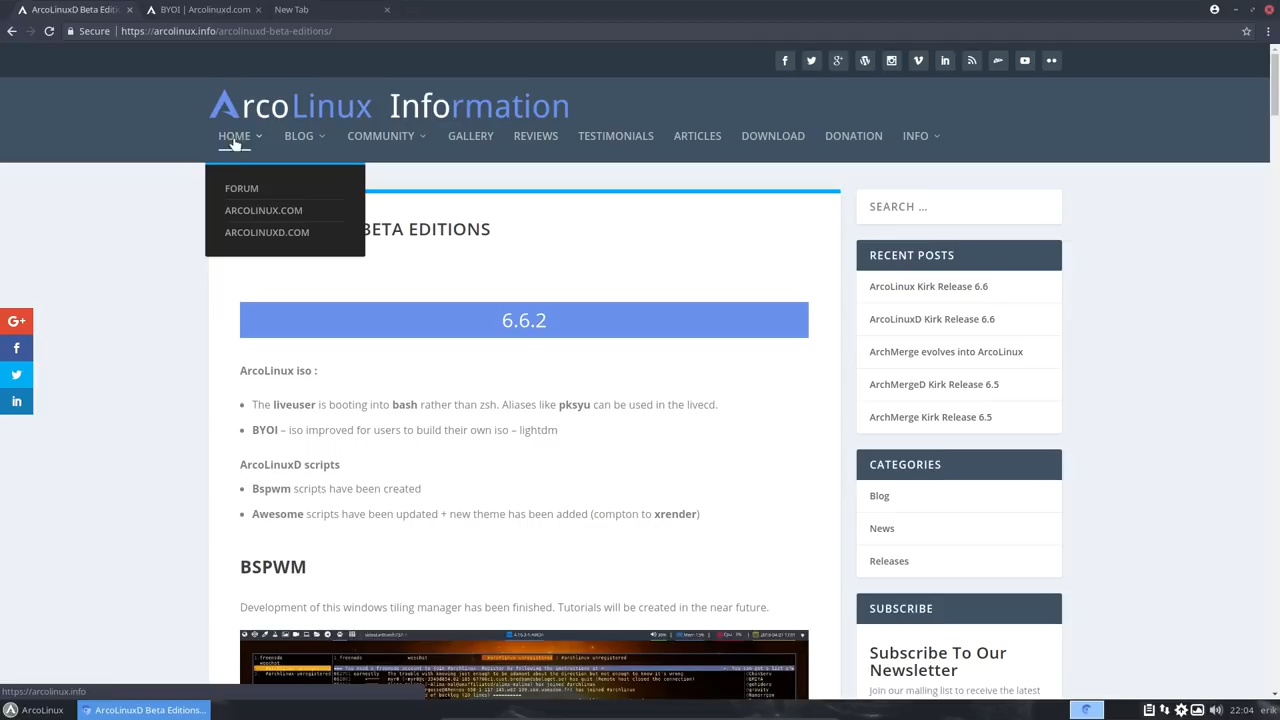 ArcoLinuxD Beta Editi
BYOI | Arcolinuxd.com
New Tab
Secure
https://arcolinux.info/arcolinuxd-beta-editions/
ArcoLinux Information
HOME
BLOG
COMMUNITY
GALLERY
REVIEWS
TESTIMONIALS
ARTICLES
DOWNLOAD
DONATION
INFO
FORUM
ARCOLINUX.COM
ARCOLINUXD.COM
BETA EDITIONS
6.6.2
ArcoLinux iso :
The liveuser is booting into bash rather than zsh. Aliases like pksyu can be used in the livecd.
BYOI – iso improved for users to build their own iso – lightdm
ArcoLinuxD scripts
Bspwm scripts have been created
Awesome scripts have been updated + new theme has been added (compton to xrender)
BSPWM
Development of this windows tiling manager has been finished. Tutorials will be created in the near future.
SEARCH …
RECENT POSTS
ArcoLinux Kirk Release 6.6
ArcoLinuxD Kirk Release 6.6
ArchMerge evolves into ArcoLinux
ArchMergeD Kirk Release 6.5
ArchMerge Kirk Release 6.5
CATEGORIES
Blog
News
Releases
SUBSCRIBE
Subscribe To Our
Newsletter
Join our mailing list to receive the latest
G+
https://arcolinux.info
ArcoLinux
ArcoLinuxD Beta Editions...
22:04
erik